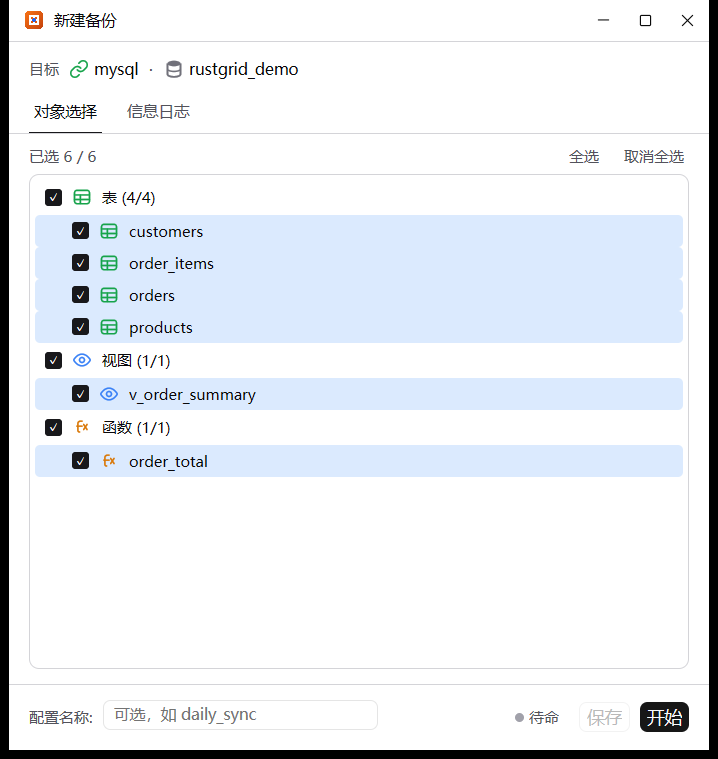 新建备份
目标 mysql · rustgrid_demo
对象选择 信息日志
已选 6 / 6 全选 取消全选
表 (4/4)
customers
order_items
orders
products
视图 (1/1)
v_order_summary
fx 函数 (1/1)
fx order_total
配置名称: 可选，如 daily_sync 待命 保存 开始